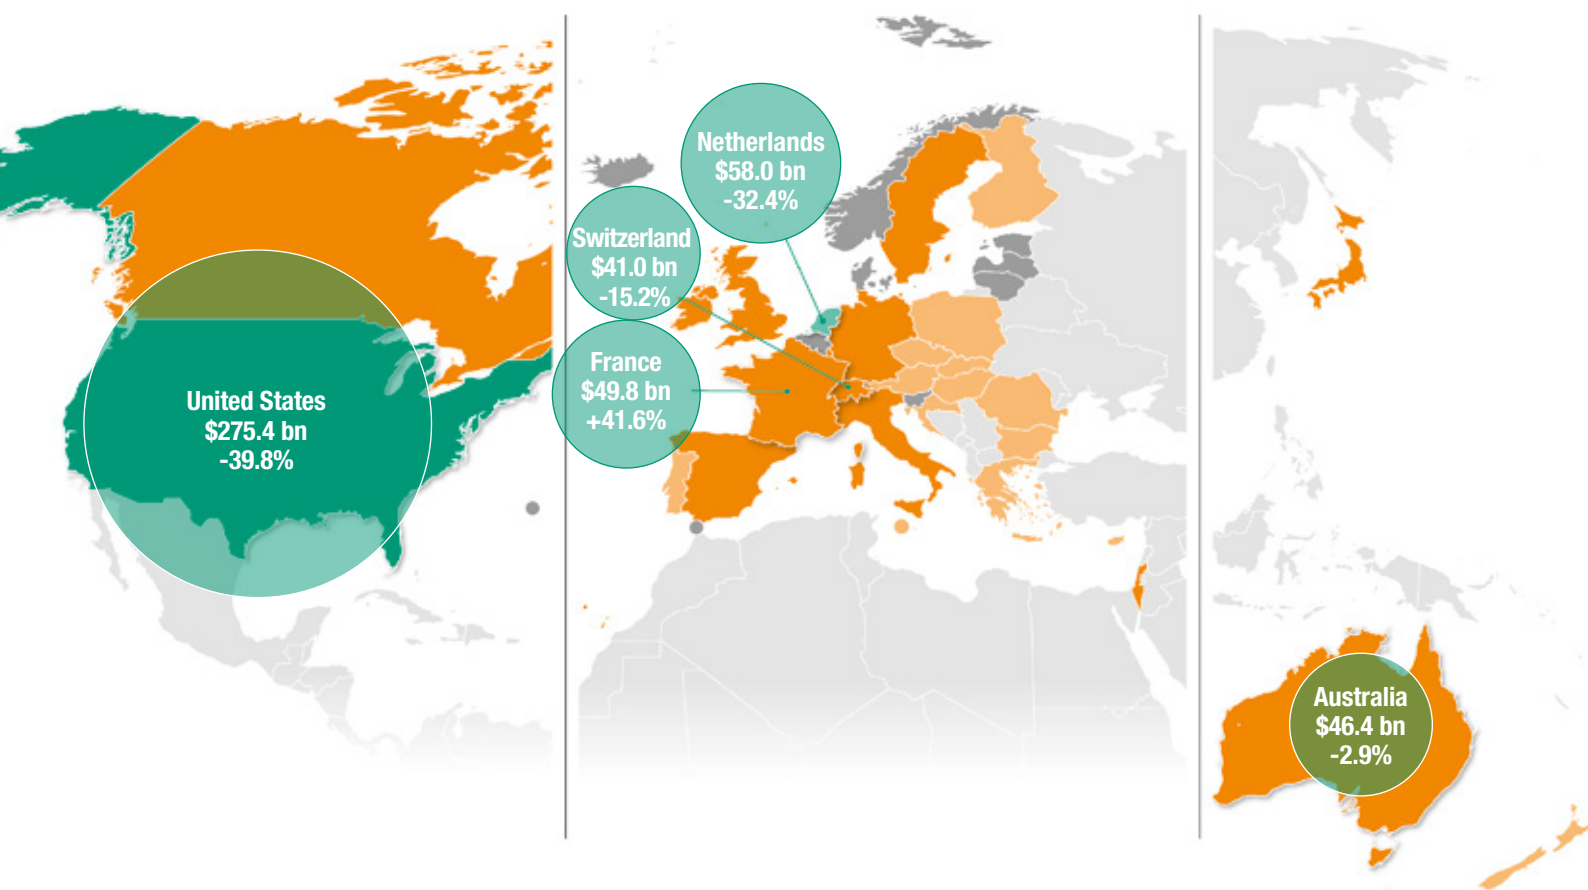 Netherlands
$58.0 bn
-32.4%
Switzerland
$41.0 bn
-15.2%
France
$49.8 bn
+41.6%
United States
$275.4 bn
-39.8%
Australia
$46.4 bn
-2.9%